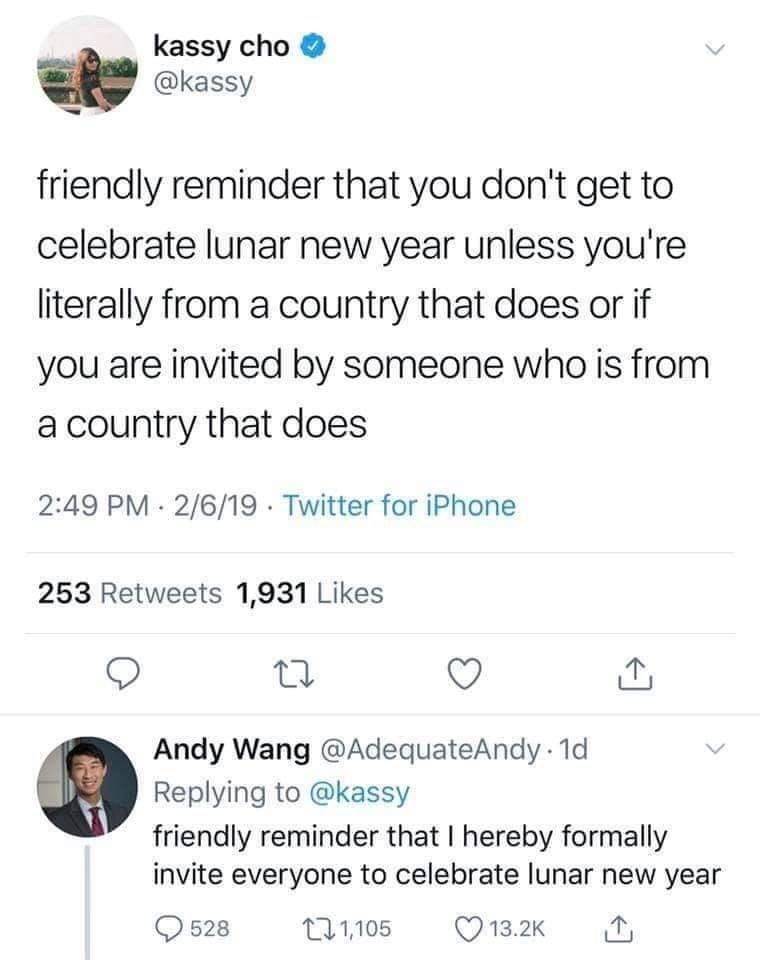 kassy cho
@kassy
friendly reminder that you don't get to
celebrate lunar new year unless you're
literally from a country that does or if
you are invited by someone who is from
a country that does
2:49 PM · 2/6/19 · Twitter for iPhone
253 Retweets 1,931 Likes
Andy Wang @AdequateAndy · 1d
Replying to @kassy
friendly reminder that I hereby formally
invite everyone to celebrate lunar new year
528 1,105 13.2K